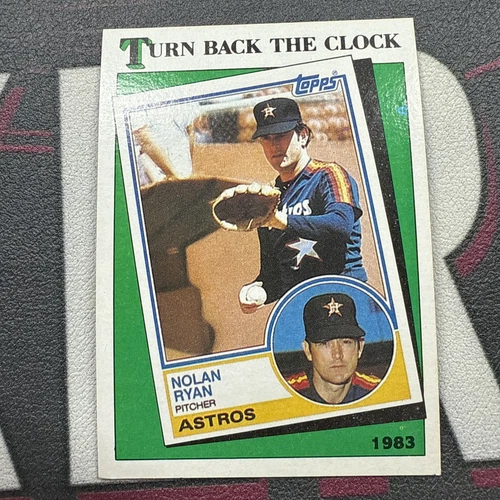 TURN BACK THE CLOCK
topps
NOLAN
RYAN
PITCHER
ASTROS
1983